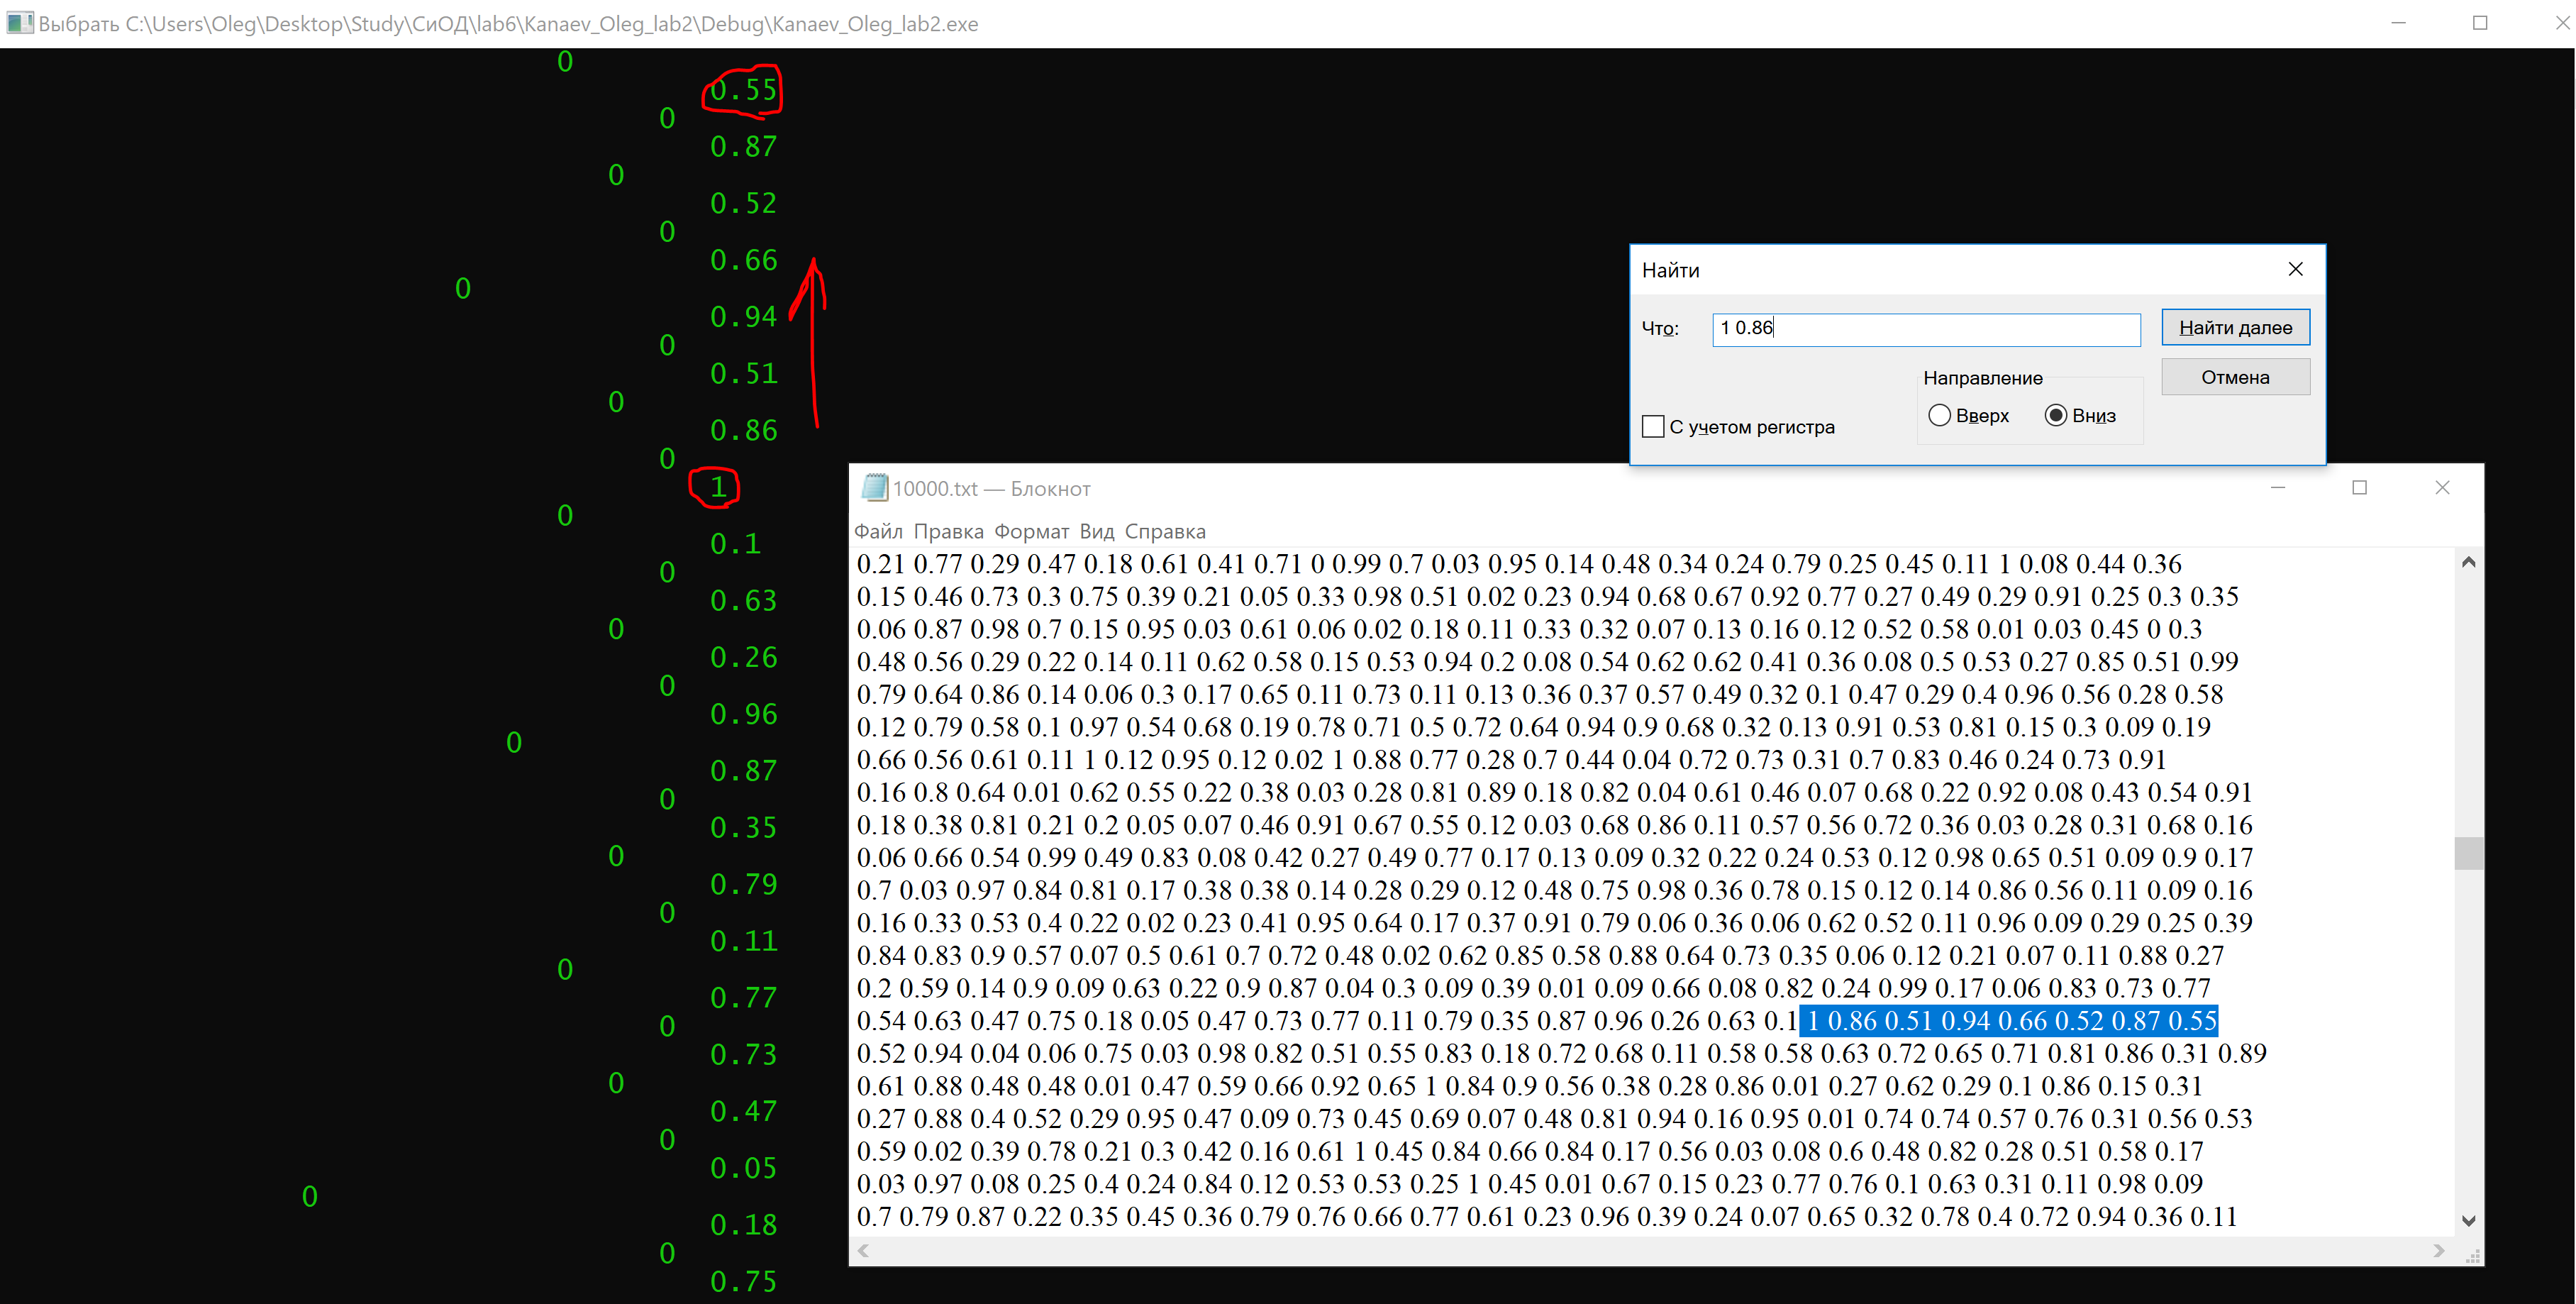 Выбрать C:\Users\Oleg\Desktop\Study\СиОД\lab6\Kanaev_Oleg_lab2\Debug\Kanaev_Oleg_lab2.exe
0
0.55
0
0.87
0
0.52
0
0.66
0
0.94
0
0.51
0
0.86
0
1
0
0.1
0
0.63
0
0.26
0
0.96
0
0.87
0
0.35
0
0.79
0
0.11
0
0.77
0
0.73
0
0.47
0
0.05
0
0.18
0
0.75
Найти
Что: 1 0.86 Найти далее
Направление Отмена
С учетом регистра Вверх Вниз
10000.txt — Блокнот
Файл Правка Формат Вид Справка
0.21 0.77 0.29 0.47 0.18 0.61 0.41 0.71 0 0.99 0.7 0.03 0.95 0.14 0.48 0.34 0.24 0.79 0.25 0.45 0.11 1 0.08 0.44 0.36
0.15 0.46 0.73 0.3 0.75 0.39 0.21 0.05 0.33 0.98 0.51 0.02 0.23 0.94 0.68 0.67 0.92 0.77 0.27 0.49 0.29 0.91 0.25 0.3 0.35
0.06 0.87 0.98 0.7 0.15 0.95 0.03 0.61 0.06 0.02 0.18 0.11 0.33 0.32 0.07 0.13 0.16 0.12 0.52 0.58 0.01 0.03 0.45 0 0.3
0.48 0.56 0.29 0.22 0.14 0.11 0.62 0.58 0.15 0.53 0.94 0.2 0.08 0.54 0.62 0.62 0.41 0.36 0.08 0.5 0.53 0.27 0.85 0.51 0.99
0.79 0.64 0.86 0.14 0.06 0.3 0.17 0.65 0.11 0.73 0.11 0.13 0.36 0.37 0.57 0.49 0.32 0.1 0.47 0.29 0.4 0.96 0.56 0.28 0.58
0.12 0.79 0.58 0.1 0.97 0.54 0.68 0.19 0.78 0.71 0.5 0.72 0.64 0.94 0.9 0.68 0.32 0.13 0.91 0.53 0.81 0.15 0.3 0.09 0.19
0.66 0.56 0.61 0.11 1 0.12 0.95 0.12 0.02 1 0.88 0.77 0.28 0.7 0.44 0.04 0.72 0.73 0.31 0.7 0.83 0.46 0.24 0.73 0.91
0.16 0.8 0.64 0.01 0.62 0.55 0.22 0.38 0.03 0.28 0.81 0.89 0.18 0.82 0.04 0.61 0.46 0.07 0.68 0.22 0.92 0.08 0.43 0.54 0.91
0.18 0.38 0.81 0.21 0.2 0.05 0.07 0.46 0.91 0.67 0.55 0.12 0.03 0.68 0.86 0.11 0.57 0.56 0.72 0.36 0.03 0.28 0.31 0.68 0.16
0.06 0.66 0.54 0.99 0.49 0.83 0.08 0.42 0.27 0.49 0.77 0.17 0.13 0.09 0.32 0.22 0.24 0.53 0.12 0.98 0.65 0.51 0.09 0.9 0.17
0.7 0.03 0.97 0.84 0.81 0.17 0.38 0.38 0.14 0.28 0.29 0.12 0.48 0.75 0.98 0.36 0.78 0.15 0.12 0.14 0.86 0.56 0.11 0.09 0.16
0.16 0.33 0.53 0.4 0.22 0.02 0.23 0.41 0.95 0.64 0.17 0.37 0.91 0.79 0.06 0.36 0.06 0.62 0.52 0.11 0.96 0.09 0.29 0.25 0.39
0.84 0.83 0.9 0.57 0.07 0.5 0.61 0.7 0.72 0.48 0.02 0.62 0.85 0.58 0.88 0.64 0.73 0.35 0.06 0.12 0.21 0.07 0.11 0.88 0.27
0.2 0.59 0.14 0.9 0.09 0.63 0.22 0.9 0.87 0.04 0.3 0.09 0.39 0.01 0.09 0.66 0.08 0.82 0.24 0.99 0.17 0.06 0.83 0.73 0.77
0.54 0.63 0.47 0.75 0.18 0.05 0.47 0.73 0.77 0.11 0.79 0.35 0.87 0.96 0.26 0.63 0.1 1 0.86 0.51 0.94 0.66 0.52 0.87 0.55
0.52 0.94 0.04 0.06 0.75 0.03 0.98 0.82 0.51 0.55 0.83 0.18 0.72 0.68 0.11 0.58 0.58 0.63 0.72 0.65 0.71 0.81 0.86 0.31 0.89
0.61 0.88 0.48 0.48 0.01 0.47 0.59 0.66 0.92 0.65 1 0.84 0.9 0.56 0.38 0.28 0.86 0.01 0.27 0.62 0.29 0.1 0.86 0.15 0.31
0.27 0.88 0.4 0.52 0.29 0.95 0.47 0.09 0.73 0.45 0.69 0.07 0.48 0.81 0.94 0.16 0.95 0.01 0.74 0.74 0.57 0.76 0.31 0.56 0.53
0.59 0.02 0.39 0.78 0.21 0.3 0.42 0.16 0.61 1 0.45 0.84 0.66 0.84 0.17 0.56 0.03 0.08 0.6 0.48 0.82 0.28 0.51 0.58 0.17
0.03 0.97 0.08 0.25 0.4 0.24 0.84 0.12 0.53 0.53 0.25 1 0.45 0.01 0.67 0.15 0.23 0.77 0.76 0.1 0.63 0.31 0.11 0.98 0.09
0.7 0.79 0.87 0.22 0.35 0.45 0.36 0.79 0.76 0.66 0.77 0.61 0.23 0.96 0.39 0.24 0.07 0.65 0.32 0.78 0.4 0.72 0.94 0.36 0.11